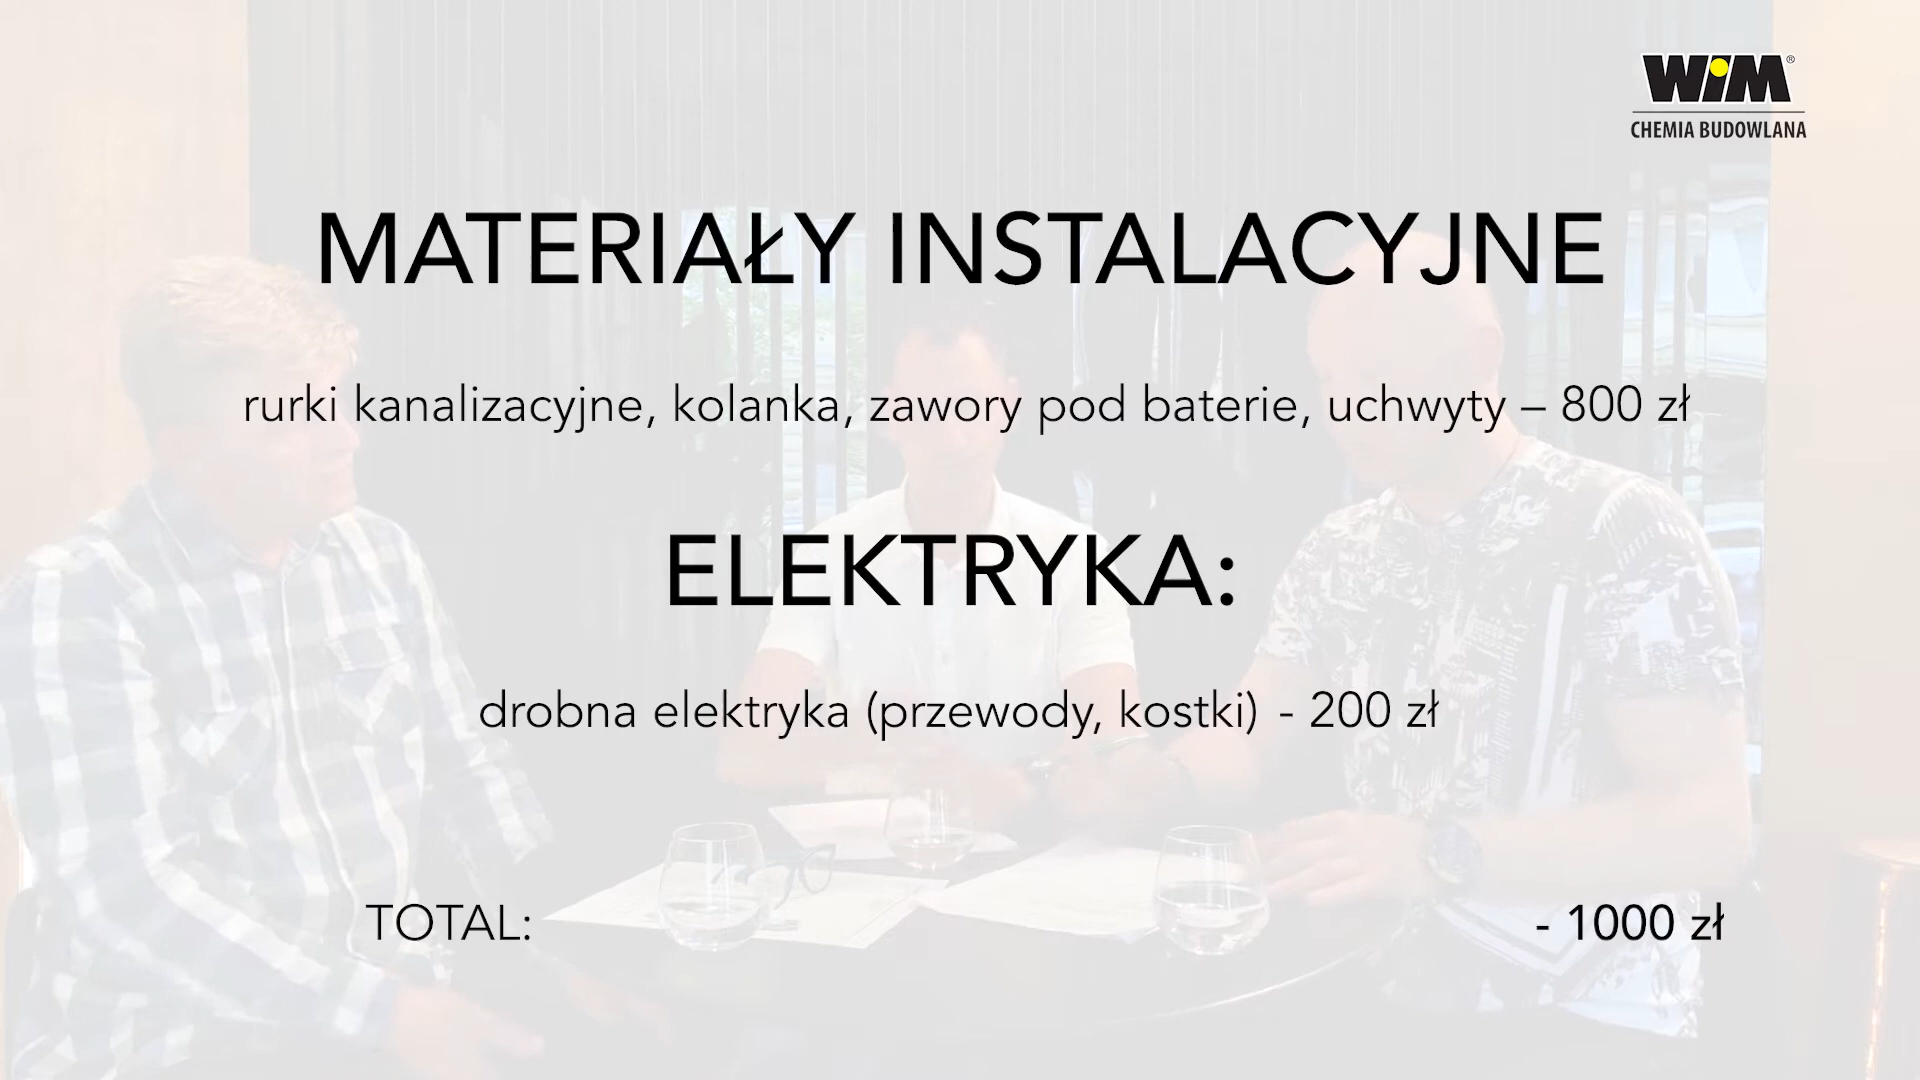 WiM®
CHEMIA BUDOWLANA
MATERIAŁY INSTALACYJNE
rurki kanalizacyjne, kolanka, zawory pod baterie, uchwyty – 800 zł
ELEKTRYKA:
drobna elektryka (przewody, kostki) - 200 zł
TOTAL: - 1000 zł